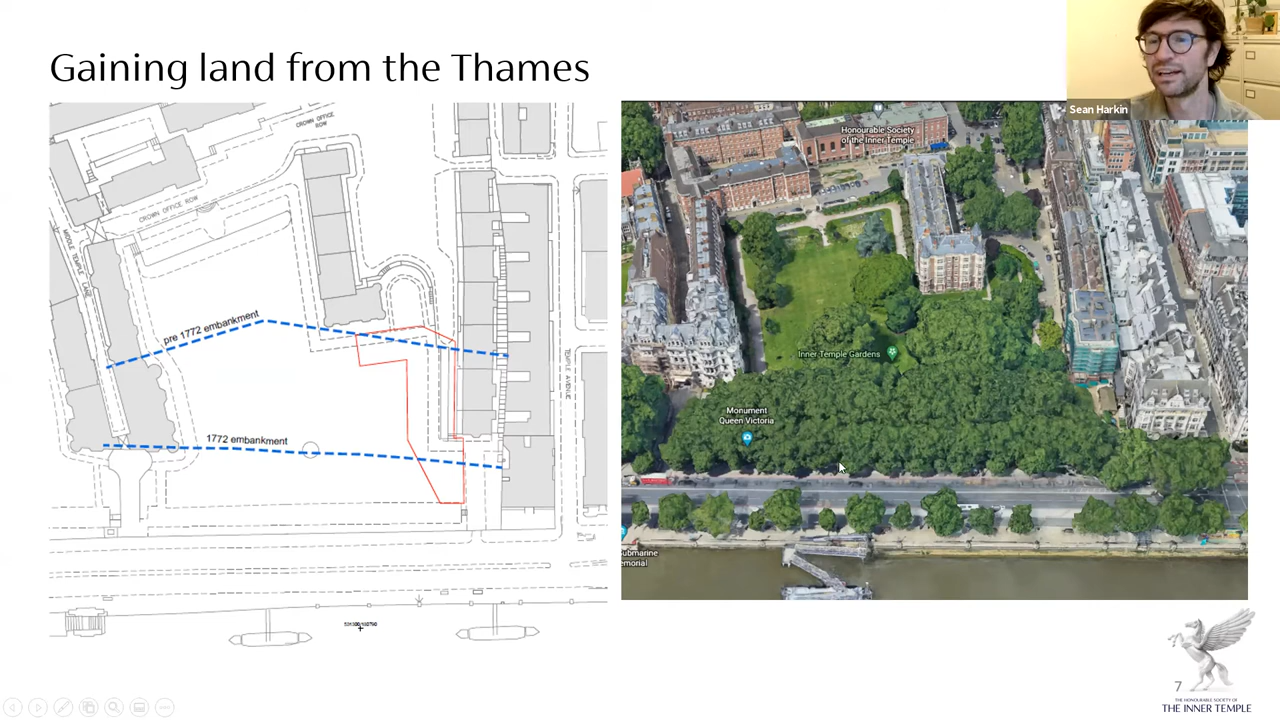 Gaining land from the Thames
Sean Harkin
CROWN OFFICE
ROW
CROWN OFFICE ROW
MIDDLE TEMPLE LANE
pre 1772 embankment
1772 embankment
TEMPLE AVENUE
Honourable Society
of the Inner Temple
Inner Temple Gardens
Monument
Queen Victoria
Submarine
emorial
7
THE HONOURABLE SOCIETY OF
THE INNER TEMPLE